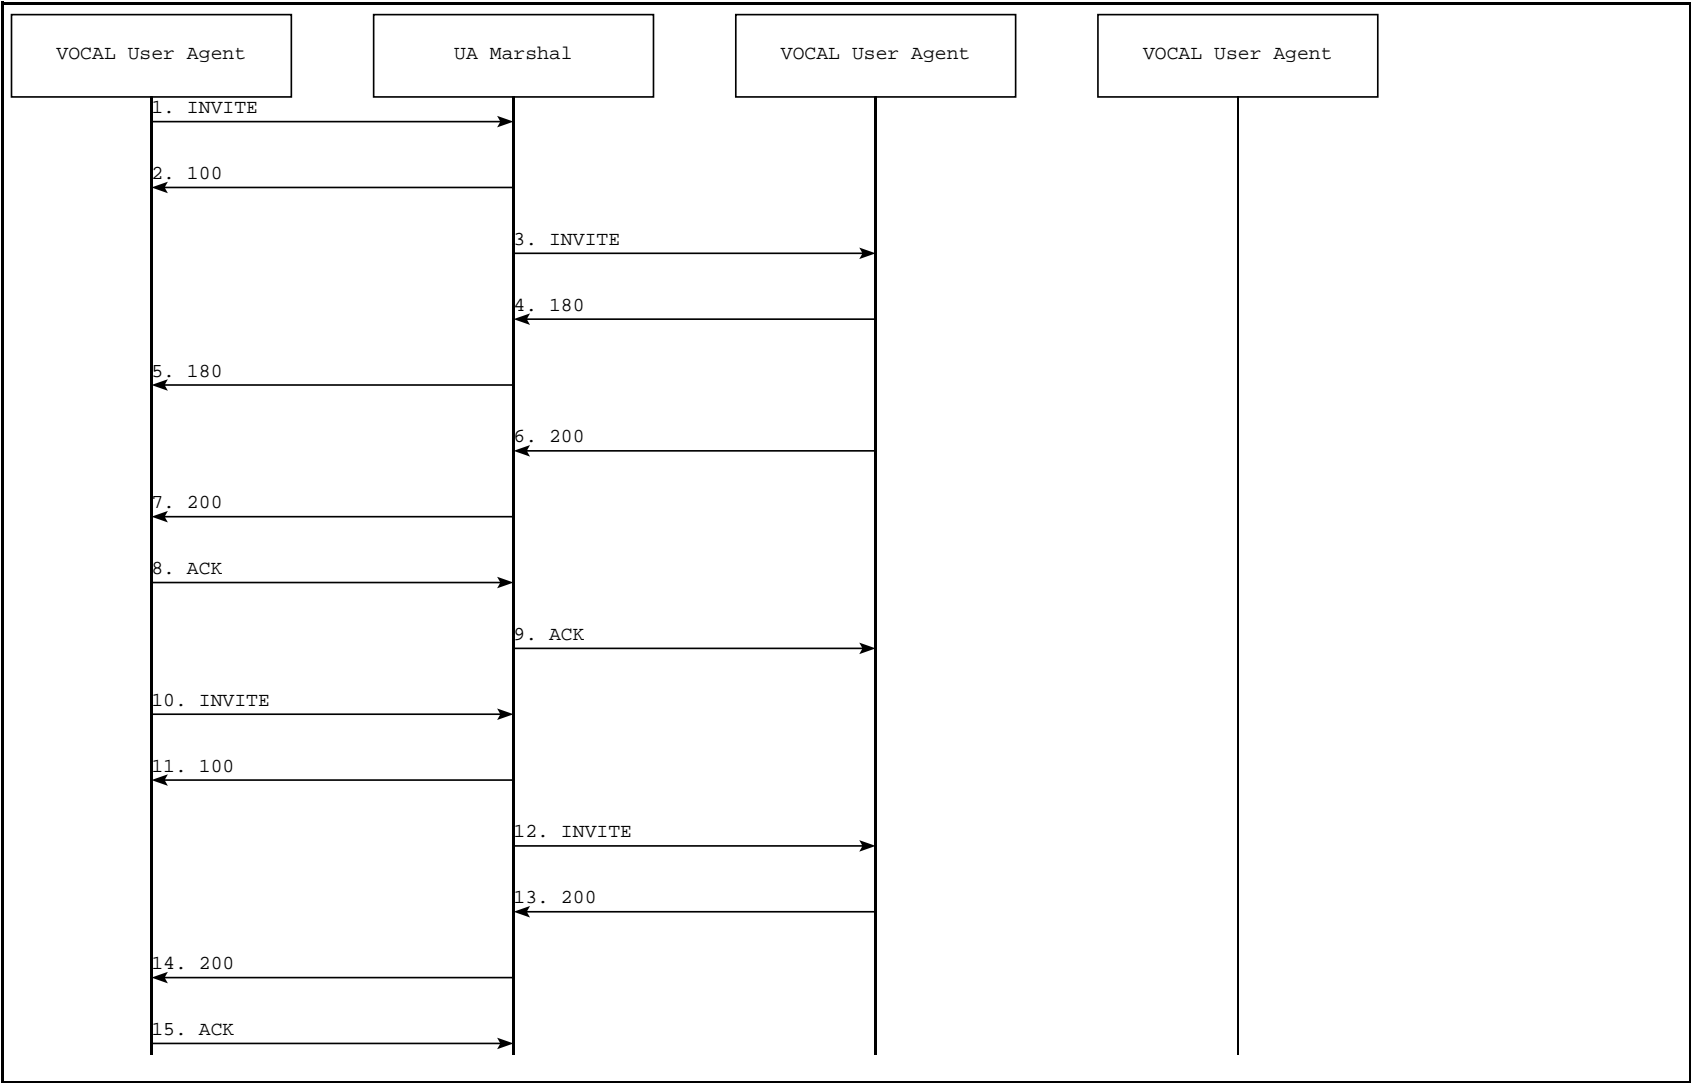 VOCAL User Agent
UA Marshal
VOCAL User Agent
VOCAL User Agent
1. INVITE
2. 100
3. INVITE
4. 180
5. 180
6. 200
7. 200
8. ACK
9. ACK
10. INVITE
11. 100
12. INVITE
13. 200
14. 200
15. ACK